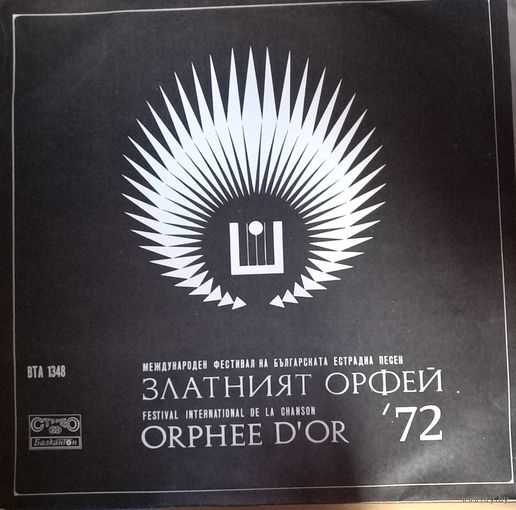 МЕЖДУНАРОДЕН ФЕСТИВАЛ НА БЪЛГАРСКАТА ЕСТРАДНА ПЕСЕН
ВТА 1348
ЗЛАТНИЯТ ОРФЕЙ
FESTIVAL INTERNATIONAL DE LA CHANSON
ORPHEE D'OR '72
СТЕРЕО
Балкантон